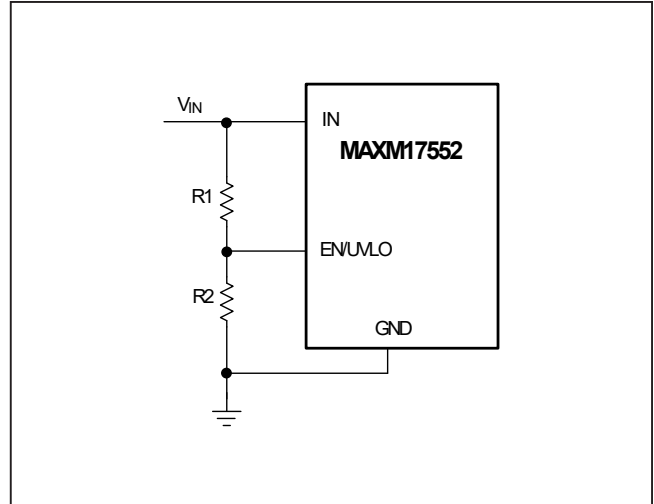 VIN
IN
MAXM17552
R1
EN/UVLO
R2
GND